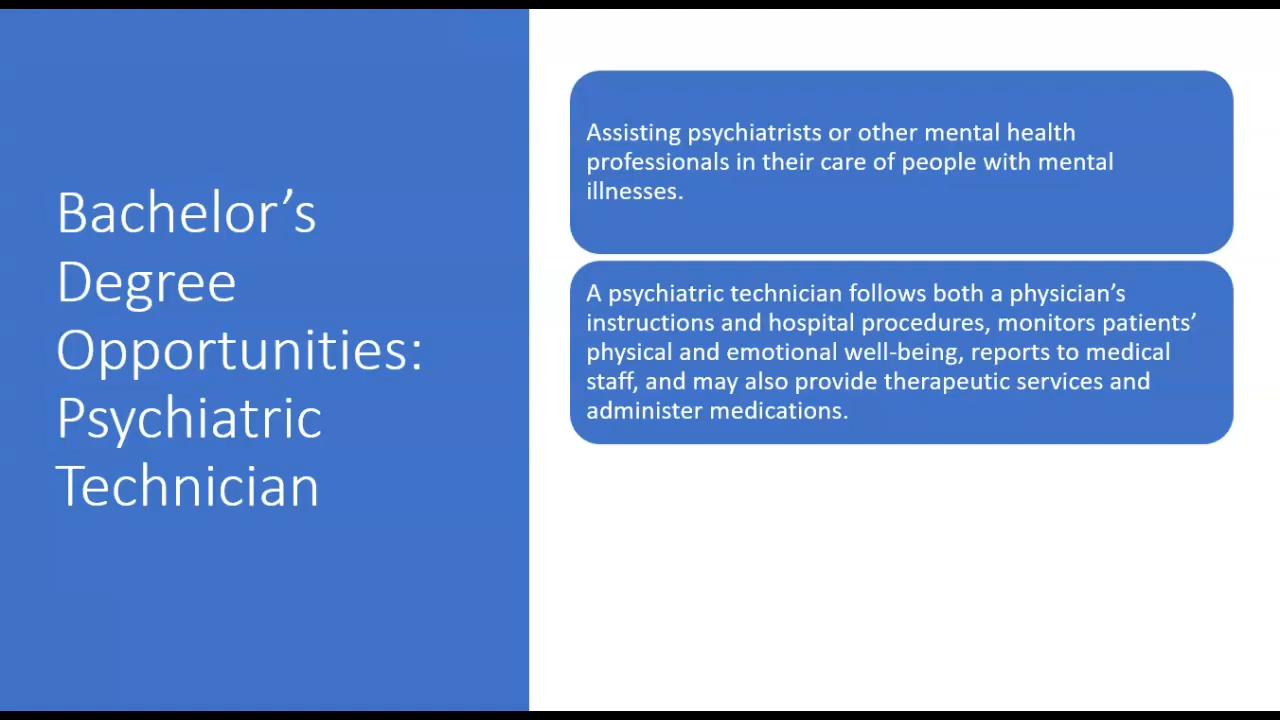 Bachelor’s
Degree
Opportunities:
Psychiatric
Technician
Assisting psychiatrists or other mental health
professionals in their care of people with mental
illnesses.
A psychiatric technician follows both a physician’s
instructions and hospital procedures, monitors patients’
physical and emotional well-being, reports to medical
staff, and may also provide therapeutic services and
administer medications.